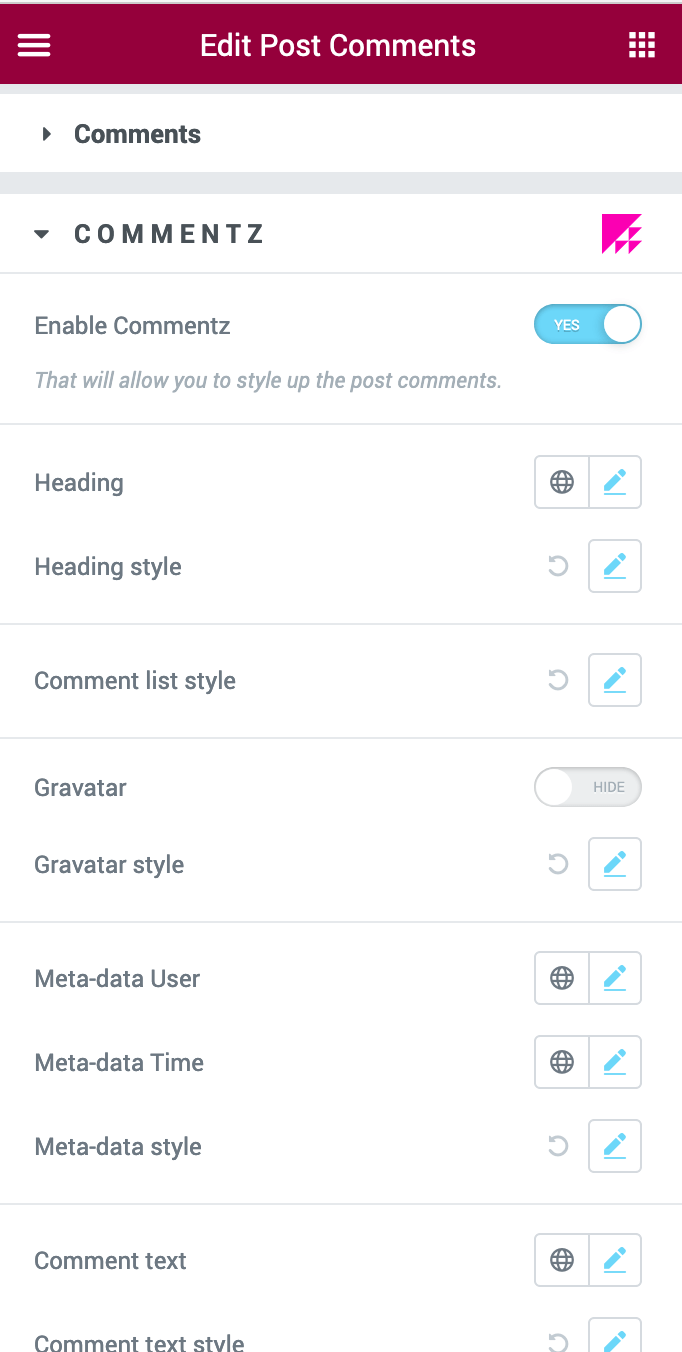 Edit Post Comments
Comments
COMMENTZ
Enable Commentz YES
That will allow you to style up the post comments.
Heading
Heading style
Comment list style
Gravatar HIDE
Gravatar style
Meta-data User
Meta-data Time
Meta-data style
Comment text
Comment text style